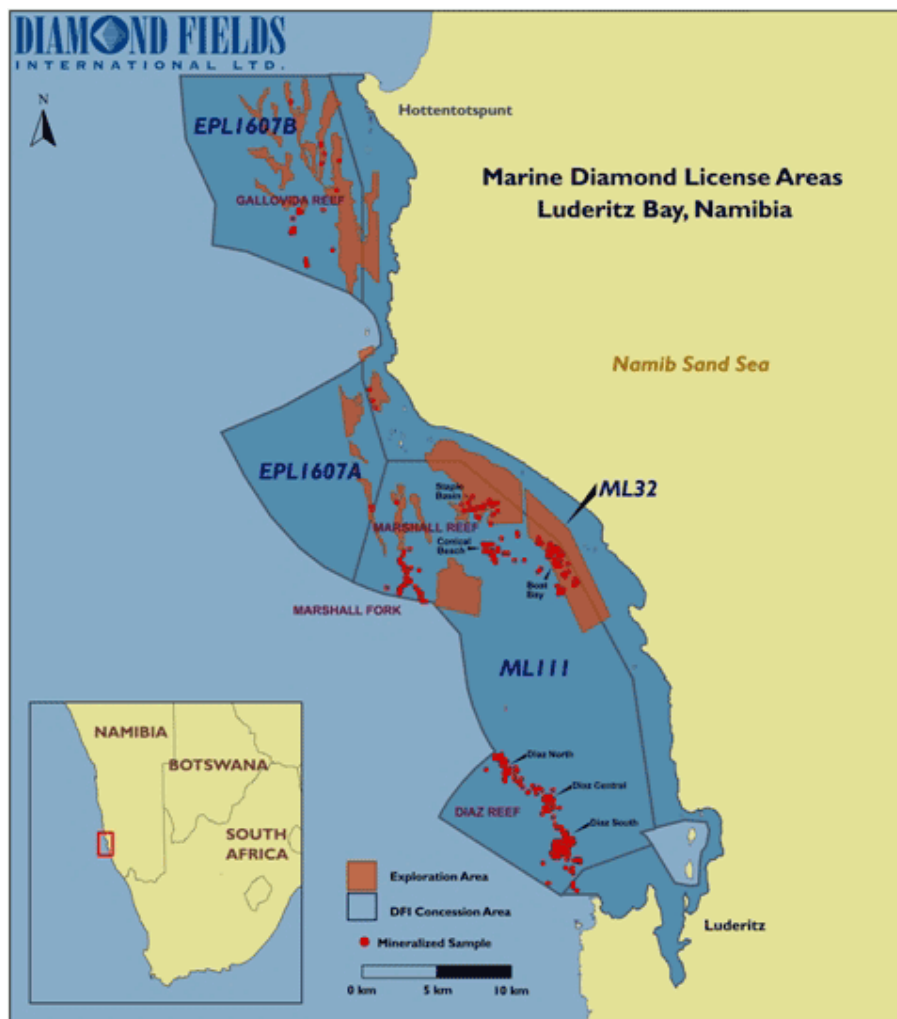 DIAMOND FIELDS
INTERNATIONAL LTD.
N
Hottentotspunt
EPL1607B
Marine Diamond License Areas
Luderitz Bay, Namibia
GALLOVIDA REEF
Namib Sand Sea
EPL1607A
ML32
Staple
Basin
MARSHALL REEF
Conical
Beach
Boat
Bay
MARSHALL FORK
ML111
NAMIBIA
BOTSWANA
SOUTH
AFRICA
Diaz North
Diaz Central
DIAZ REEF
Diaz South
Exploration Area
DFI Concession Area
Mineralized Sample
Luderitz
0 km
5 km
10 km